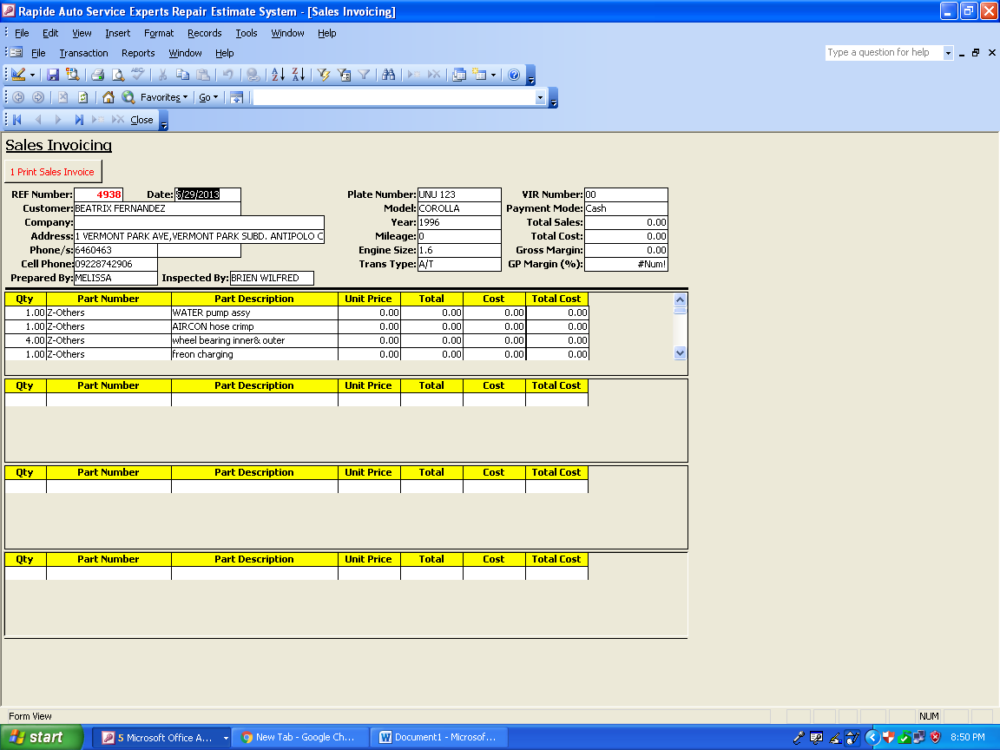 Rapide Auto Service Experts Repair Estimate System - [Sales Invoicing]
File Edit View Insert Format Records Tools Window Help
File Transaction Reports Window Help Type a question for help
Favorites Go
Close
Sales Invoicing
1 Print Sales Invoice
REF Number: 4938 Date: 6/29/2013 Plate Number: UNU 123 VIR Number: 00
Customer: BEATRIX FERNANDEZ Model: COROLLA Payment Mode: Cash
Company: Year: 1996 Total Sales: 0.00
Address: 1 VERMONT PARK AVE,VERMONT PARK SUBD. ANTIPOLO C Mileage: 0 Total Cost: 0.00
Phone/s: 6460463 Engine Size: 1.6 Gross Margin: 0.00
Cell Phone: 09228742906 Trans Type: A/T GP Margin (%): #Num!
Prepared By: MELISSA Inspected By: BRIEN WILFRED
Qty Part Number Part Description Unit Price Total Cost Total Cost
1.00 Z-Others WATER pump assy 0.00 0.00 0.00 0.00
1.00 Z-Others AIRCON hose crimp 0.00 0.00 0.00 0.00
4.00 Z-Others wheel bearing inner& outer 0.00 0.00 0.00 0.00
1.00 Z-Others freon charging 0.00 0.00 0.00 0.00
Qty Part Number Part Description Unit Price Total Cost Total Cost
Qty Part Number Part Description Unit Price Total Cost Total Cost
Qty Part Number Part Description Unit Price Total Cost Total Cost
Form View NUM
start 5 Microsoft Office A... New Tab - Google Ch... Document1 - Microsof... 8:50 PM